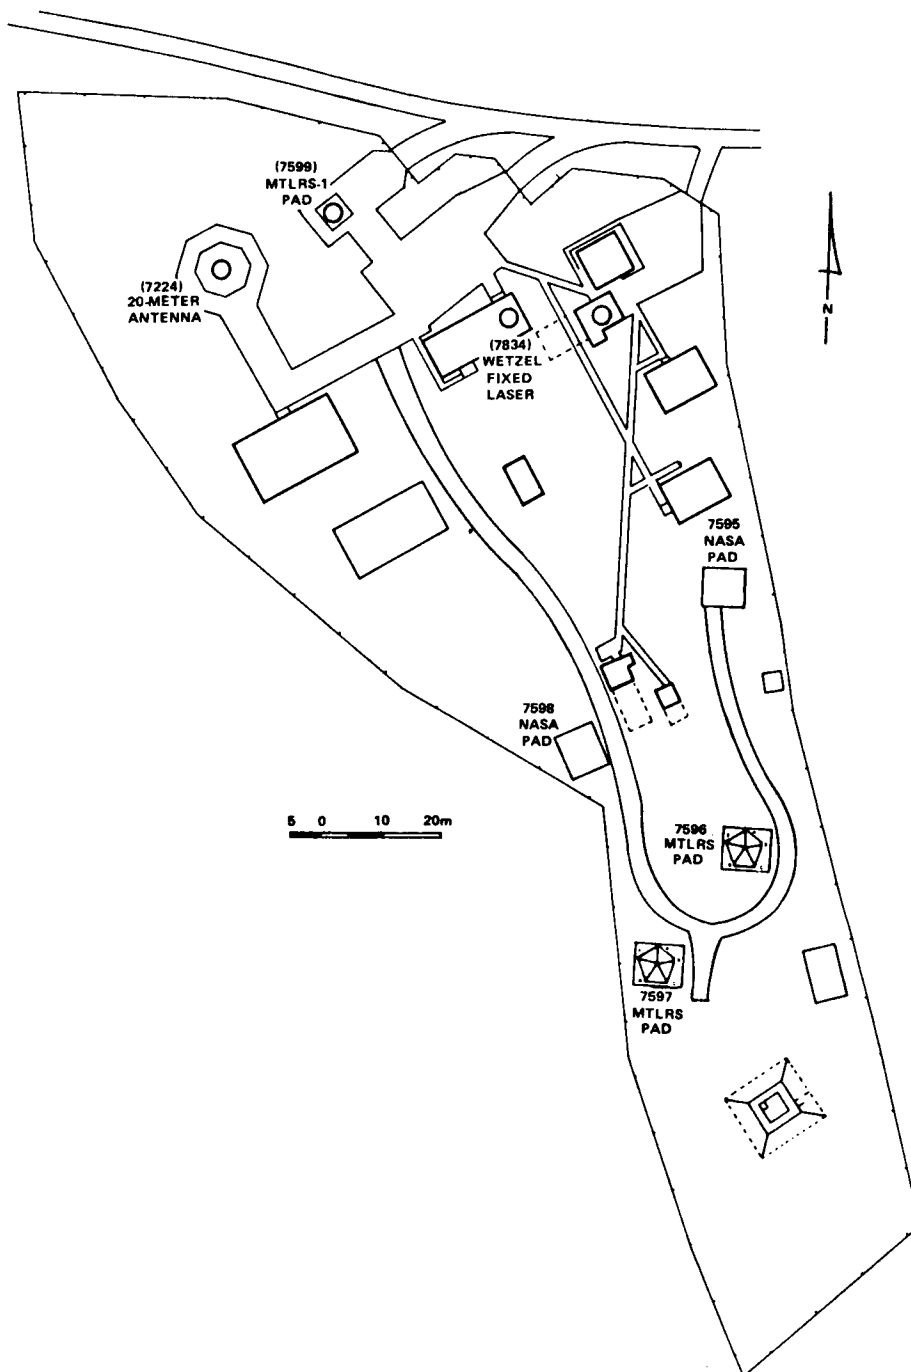 (7599)
MTLRS-1
PAD
(7224)
20-METER
ANTENNA
N
(7834)
WETZEL
FIXED
LASER
7595
NASA
PAD
7598
NASA
PAD
5 0 10 20m
7596
MTLRS
PAD
7597
MTLRS
PAD